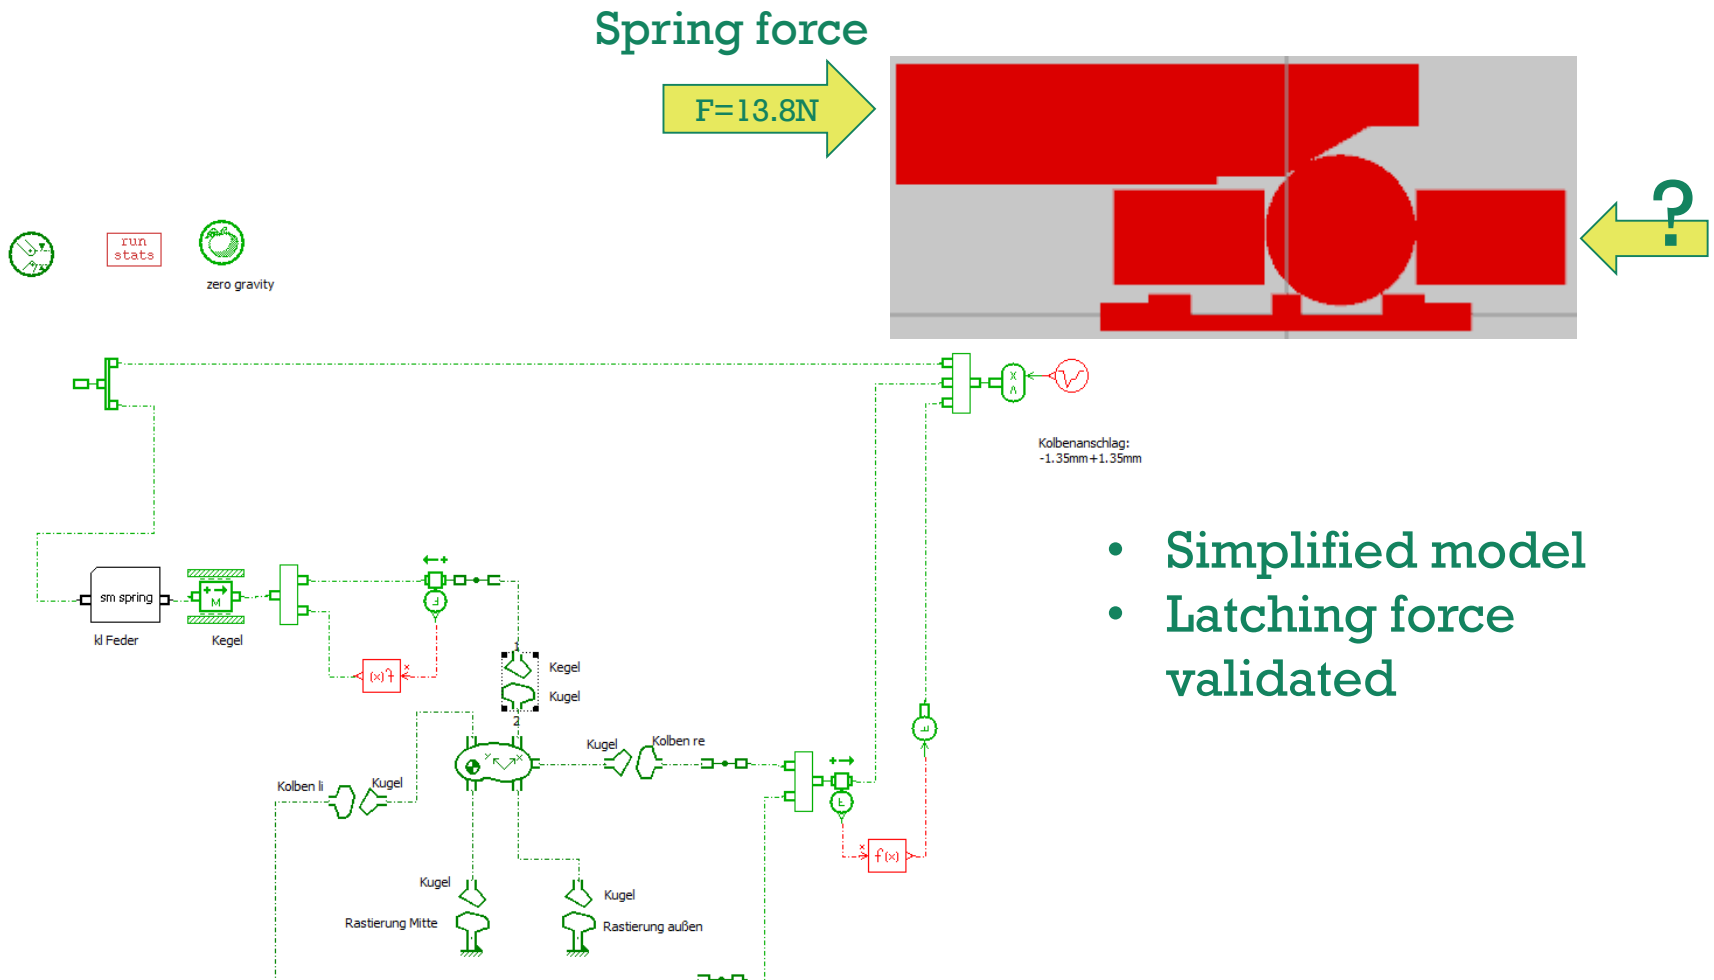 Spring force
F=13.8N
?
run
stats
zero gravity
Kolbenanschlag:
-1.35mm+1.35mm
• Simplified model
• Latching force
validated
sm spring
kl Feder
M
Kegel
F
f(x)
x
1
Kegel
Kugel
2
y
x
Kugel
Kolben re
Kolben li
Kugel
F
x
f(x)
F
X
V
Kugel
Rastierung Mitte
Kugel
Rastierung außen